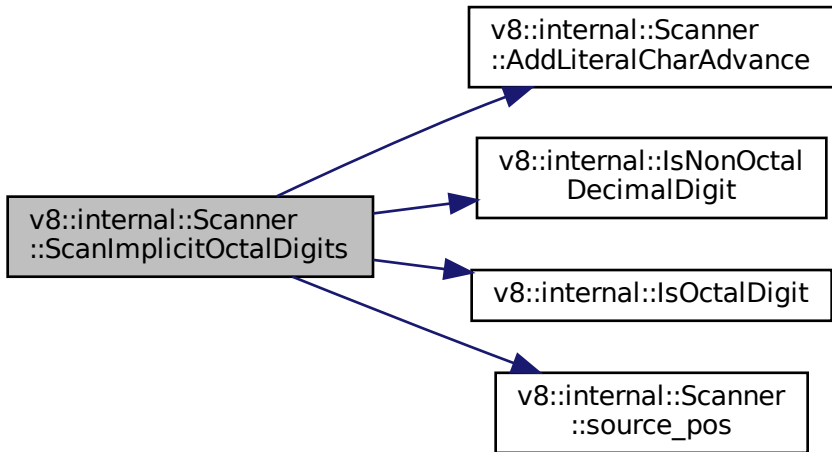 v8::internal::Scanner
::AddLiteralCharAdvance
v8::internal::IsNonOctal
DecimalDigit
v8::internal::Scanner
::ScanImplicitOctalDigits
v8::internal::IsOctalDigit
v8::internal::Scanner
::source_pos